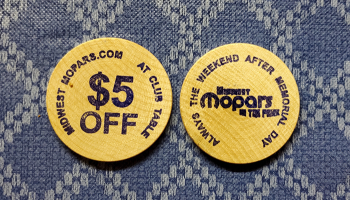 MIDWEST MOPARS.COM
$5
OFF
AT CLUB TABLE
ALWAYS THE WEEKEND AFTER MEMORIAL DAY
MIDWEST
Mopars
IN THE PARK